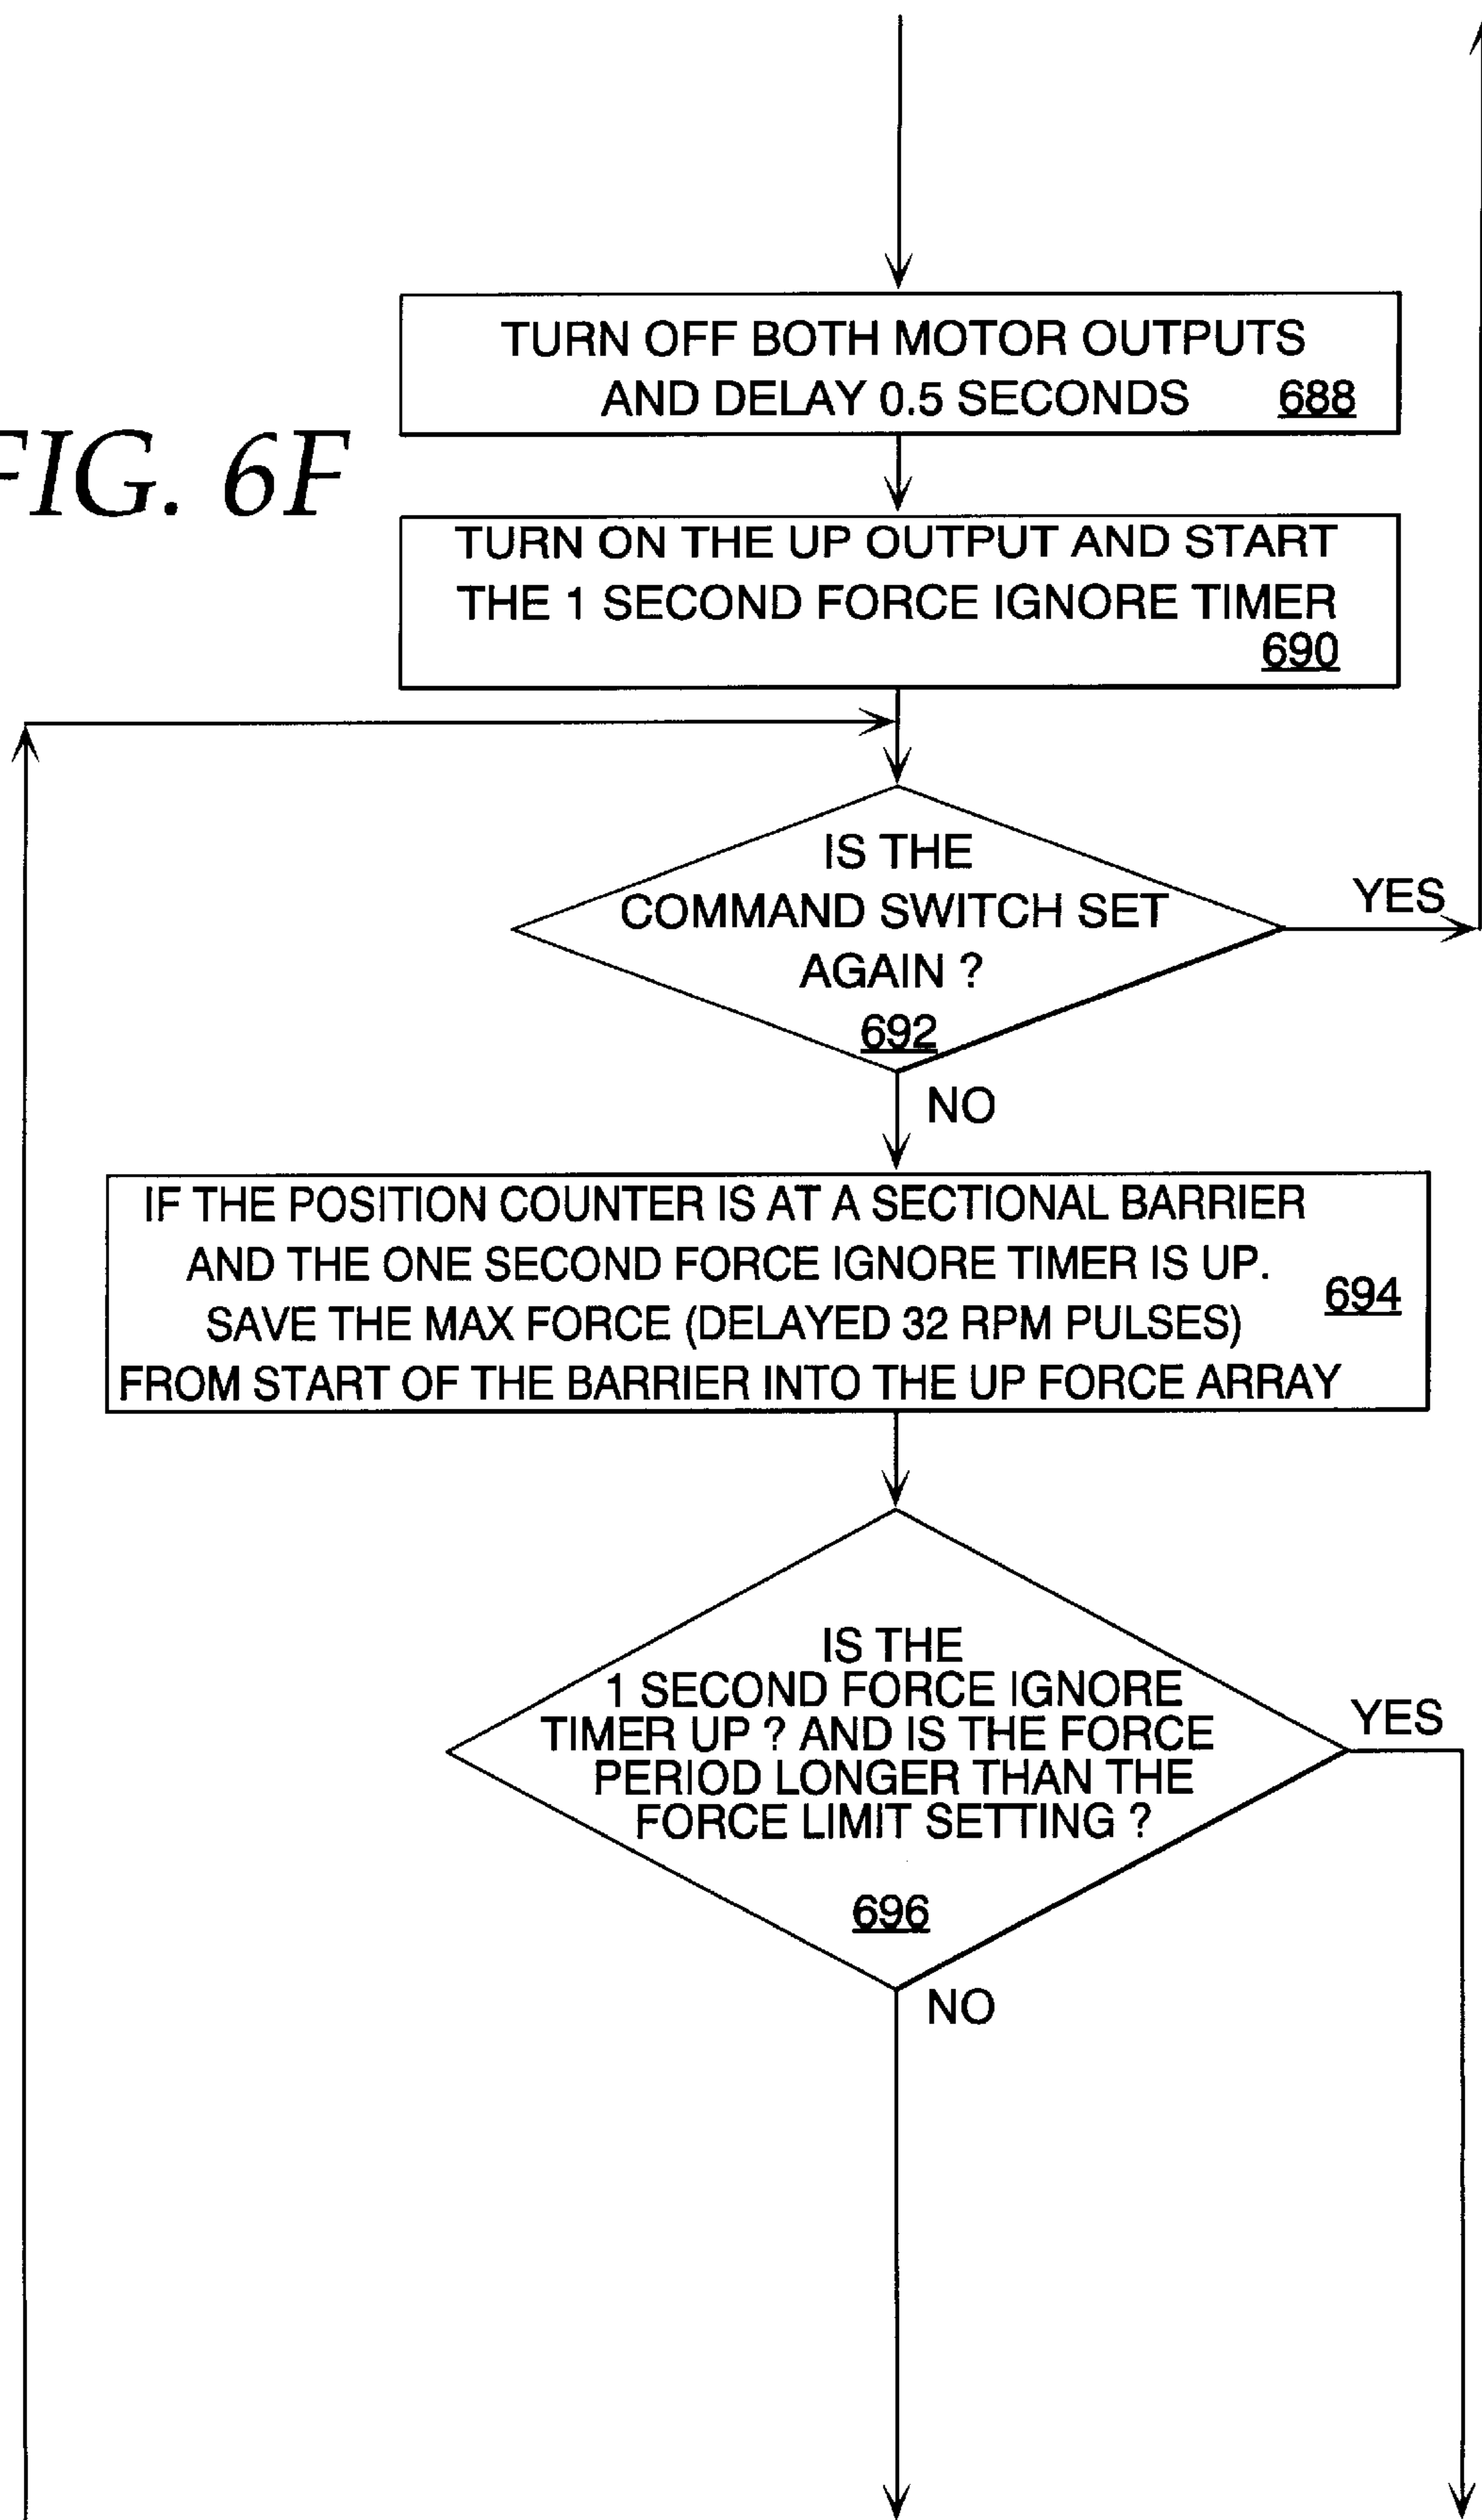 TURN OFF BOTH MOTOR OUTPUTS
AND DELAY 0.5 SECONDS 688
FIG. 6F
TURN ON THE UP OUTPUT AND START
THE 1 SECOND FORCE IGNORE TIMER
690
IS THE
COMMAND SWITCH SET
AGAIN ?
692
YES
NO
IF THE POSITION COUNTER IS AT A SECTIONAL BARRIER
AND THE ONE SECOND FORCE IGNORE TIMER IS UP.
SAVE THE MAX FORCE (DELAYED 32 RPM PULSES)
FROM START OF THE BARRIER INTO THE UP FORCE ARRAY
694
IS THE
1 SECOND FORCE IGNORE
TIMER UP ? AND IS THE FORCE
PERIOD LONGER THAN THE
FORCE LIMIT SETTING ?
696
YES
NO